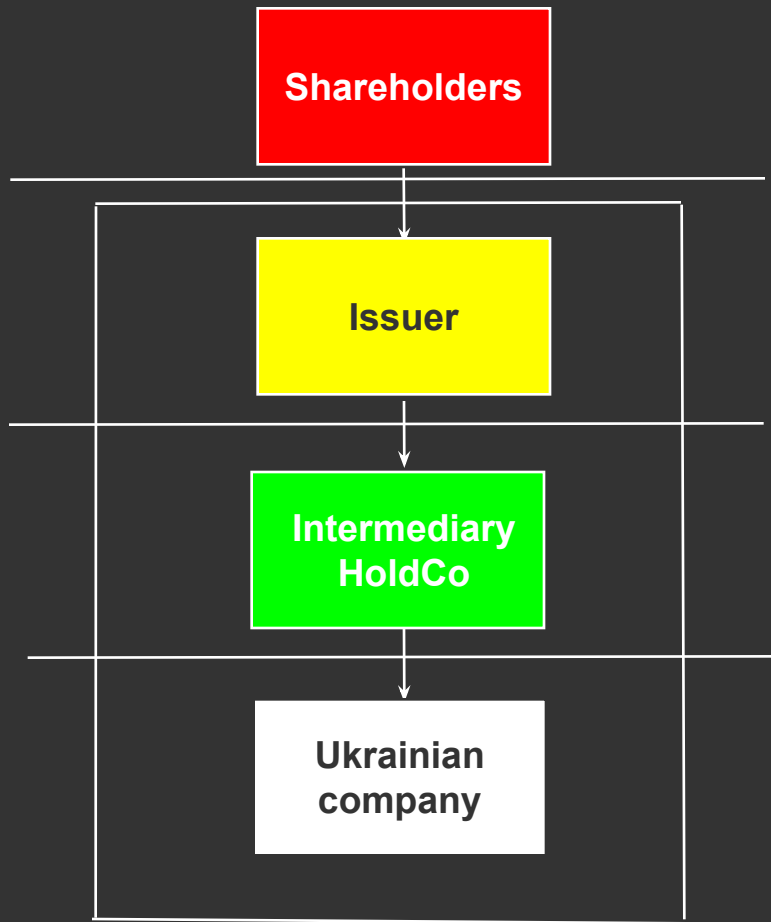 Shareholders
Issuer
Intermediary
HoldCo
Ukrainian
company